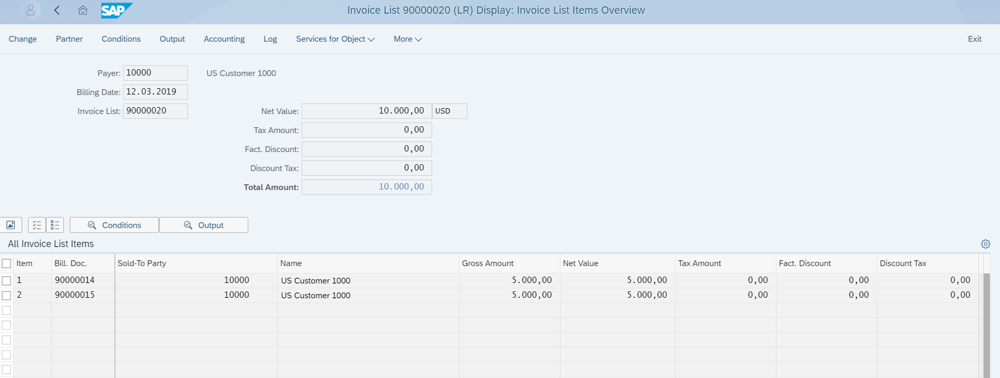 SAP
Invoice List 90000020 (LR) Display: Invoice List Items Overview
Change Partner Conditions Output Accounting Log Services for Object More Exit
Payer: 10000 US Customer 1000
Billing Date: 12.03.2019
Invoice List: 90000020 Net Value: 10.000,00 USD
Tax Amount: 0,00
Fact. Discount: 0,00
Discount Tax: 0,00
Total Amount: 10.000,00
Conditions Output
All Invoice List Items
Item Bill. Doc. Sold-To Party Name Gross Amount Net Value Tax Amount Fact. Discount Discount Tax
1 90000014 10000 US Customer 1000 5.000,00 5.000,00 0,00 0,00 0,00
2 90000015 10000 US Customer 1000 5.000,00 5.000,00 0,00 0,00 0,00